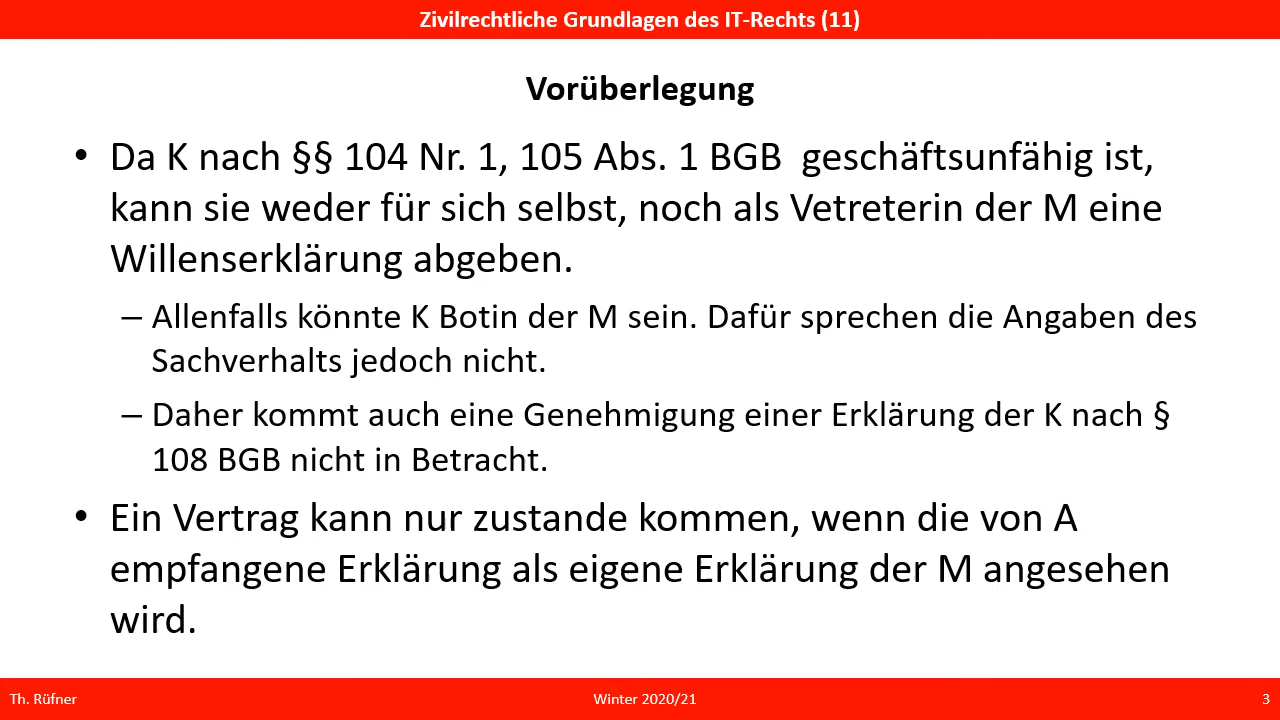 Zivilrechtliche Grundlagen des IT-Rechts (11)
Vorüberlegung
• Da K nach §§ 104 Nr. 1, 105 Abs. 1 BGB  geschäftsunfähig ist,
kann sie weder für sich selbst, noch als Vetreterin der M eine
Willenserklärung abgeben.
– Allenfalls könnte K Botin der M sein. Dafür sprechen die Angaben des
Sachverhalts jedoch nicht.
– Daher kommt auch eine Genehmigung einer Erklärung der K nach §
108 BGB nicht in Betracht.
• Ein Vertrag kann nur zustande kommen, wenn die von A
empfangene Erklärung als eigene Erklärung der M angesehen
wird.
Th. Rüfner
Winter 2020/21
3